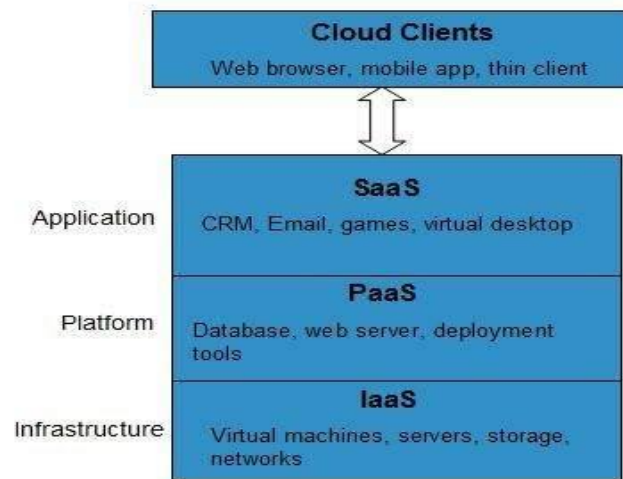 Cloud Clients
Web browser, mobile app, thin client
SaaS
Application
CRM, Email, games, virtual desktop
PaaS
Platform
Database, web server, deployment
tools
IaaS
Infrastructure
Virtual machines, servers, storage,
networks